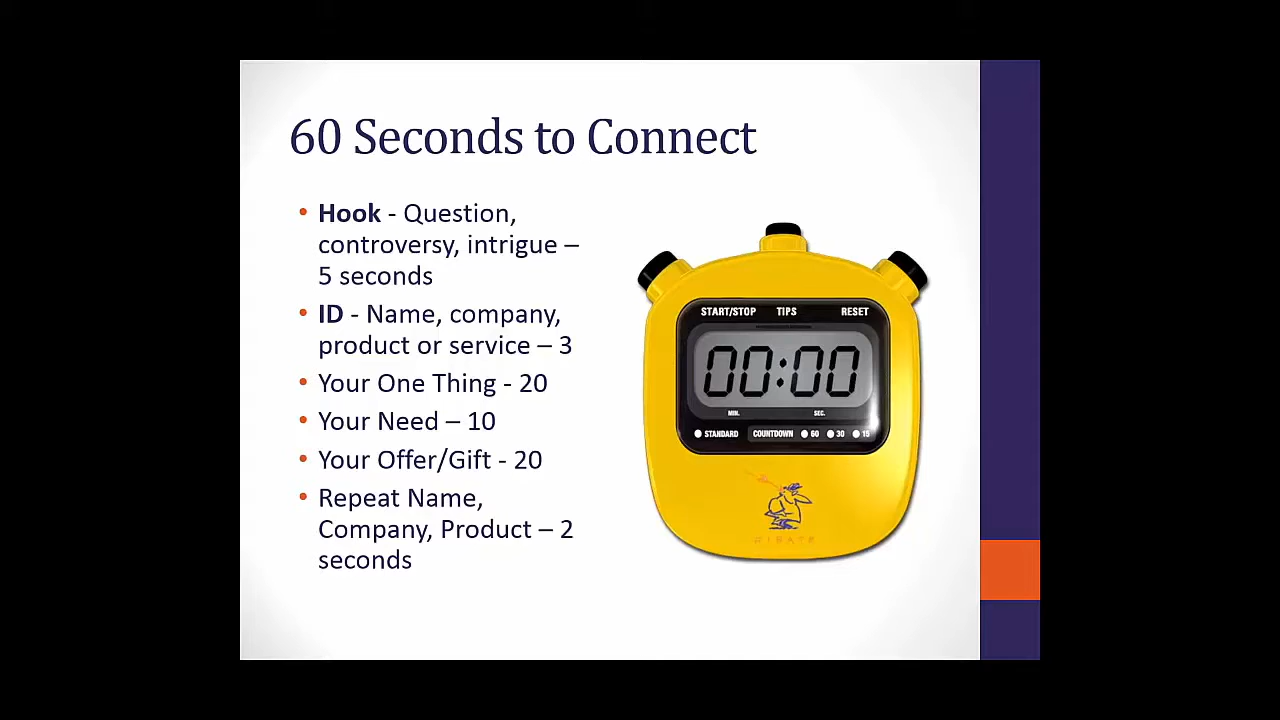 60 Seconds to Connect
• Hook - Question,
controversy, intrigue –
5 seconds
• ID - Name, company,
product or service – 3
• Your One Thing - 20
• Your Need – 10
• Your Offer/Gift - 20
• Repeat Name,
Company, Product – 2
seconds
START/STOP TIPS RESET
00:00
MIN. SEC.
STANDARD COUNTDOWN 60 30 15